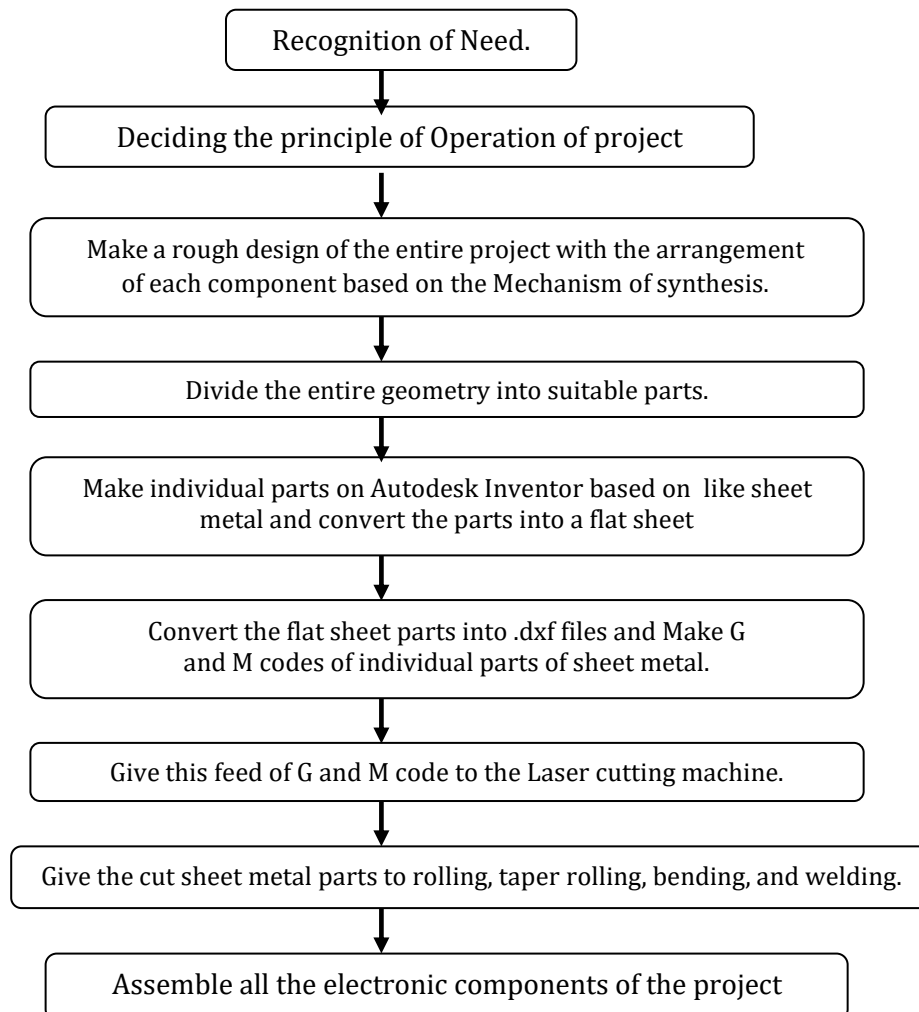 Recognition of Need.
Deciding the principle of Operation of project
Make a rough design of the entire project with the arrangement
of each component based on the Mechanism of synthesis.
Divide the entire geometry into suitable parts.
Make individual parts on Autodesk Inventor based on  like sheet
metal and convert the parts into a flat sheet
Convert the flat sheet parts into .dxf files and Make G
and M codes of individual parts of sheet metal.
Give this feed of G and M code to the Laser cutting machine.
Give the cut sheet metal parts to rolling, taper rolling, bending, and welding.
Assemble all the electronic components of the project